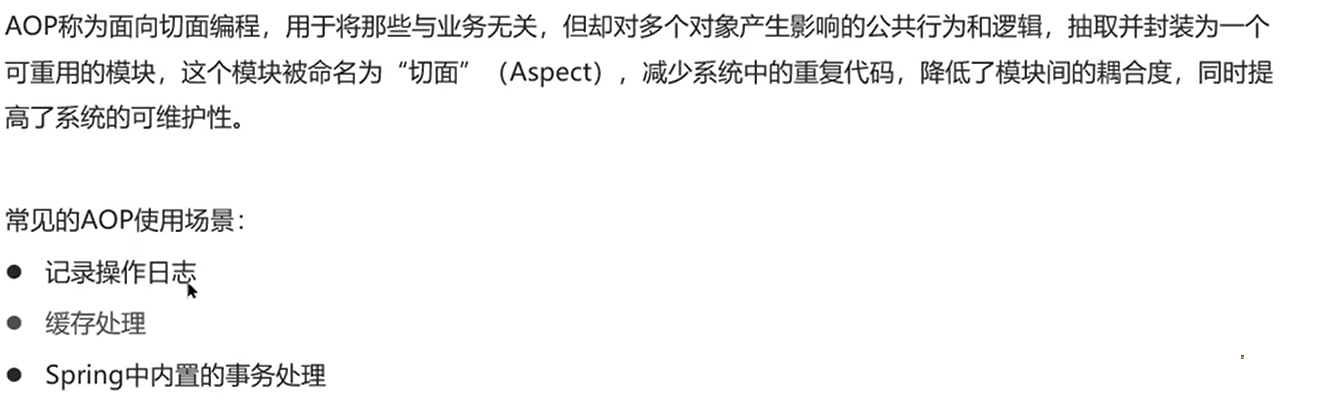 AOP称为面向切面编程，用于将那些与业务无关，但却对多个对象产生影响的公共行为和逻辑，抽取并封装为一个
可重用的模块，这个模块被命名为“切面”（Aspect），减少系统中的重复代码，降低了模块间的耦合度，同时提
高了系统的可维护性。
常见的AOP使用场景：
● 记录操作日志
● 缓存处理
● Spring中内置的事务处理